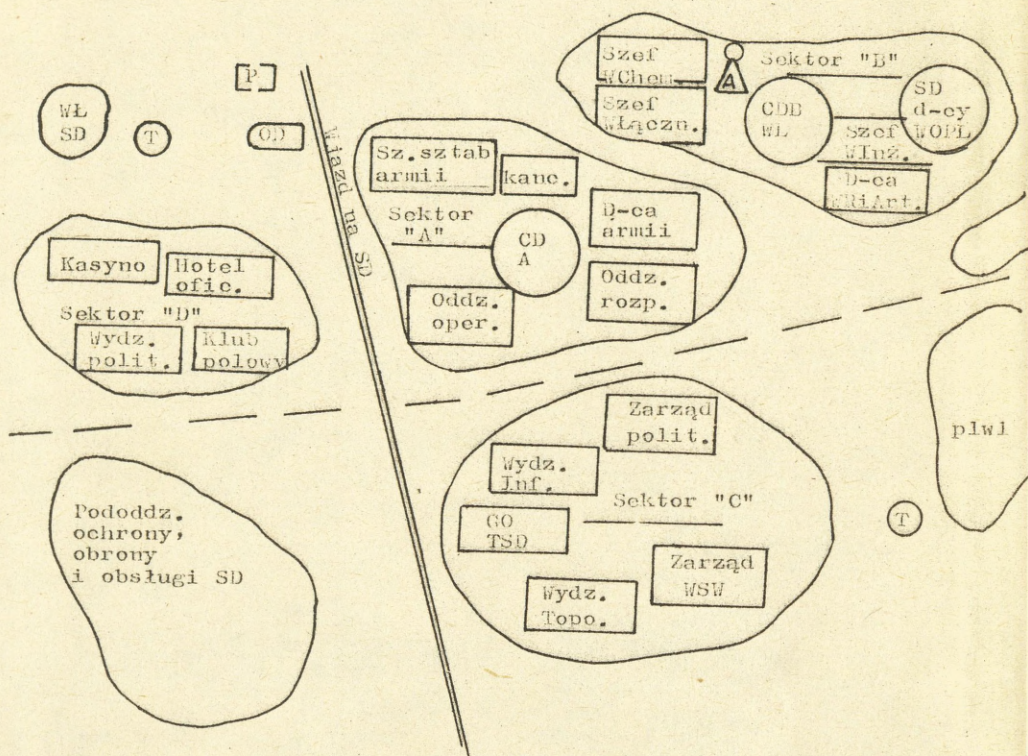 P
WŁ
SD
T
OD
Wjazd na SD
Szef
WChem.
Szef
WŁączn.
A
Sektor "B"
CDB
WL
SD
d-cy
WOPL
Szef
WInż.
D-ca
WRiArt.
Sz.sztab
armii
kanc.
Sektor
"A"
CD
A
D-ca
armii
Oddz.
rozp.
Oddz.
oper.
Kasyno
Hotel
ofic.
Sektor "D"
Wydz.
polit.
Klub
polowy
Zarząd
polit.
Wydz.
Inf.
Sektor "C"
GO
TSD
Zarząd
WSW
Wydz.
Topo.
plwł
T
Pododdz.
ochrony,
obrony
i obsługi SD